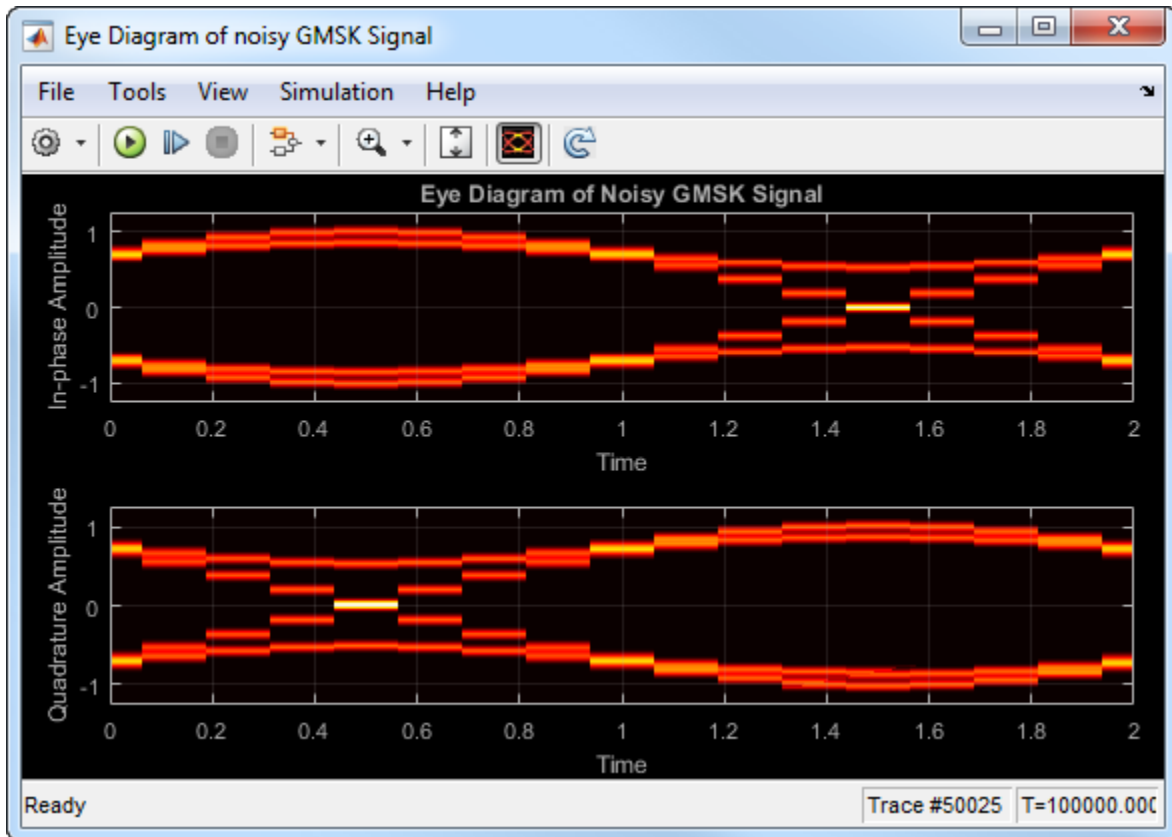 Eye Diagram of noisy GMSK Signal
File Tools View Simulation Help
Eye Diagram of Noisy GMSK Signal
In-phase Amplitude
1
0
-1
0 0.2 0.4 0.6 0.8 1 1.2 1.4 1.6 1.8 2
Time
Quadrature Amplitude
1
0
-1
0 0.2 0.4 0.6 0.8 1 1.2 1.4 1.6 1.8 2
Time
Ready Trace #50025 T=100000.000